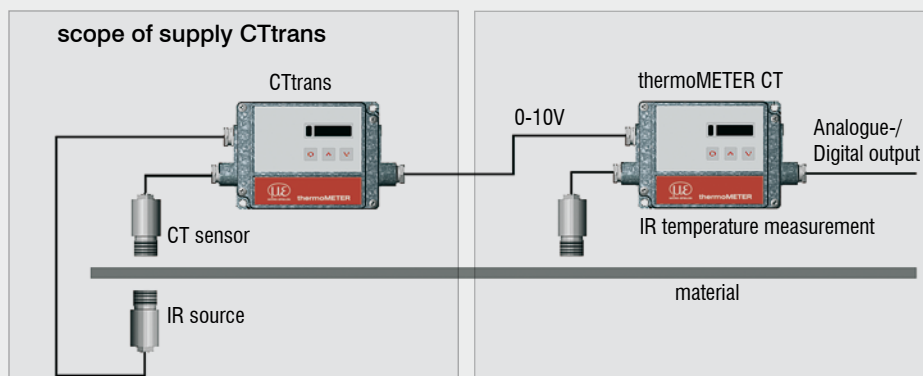 scope of supply CTtrans
CTtrans
thermoMETER
CT sensor
IR source
0-10V
thermoMETER CT
Analogue-/
Digital output
thermoMETER
IR temperature measurement
material